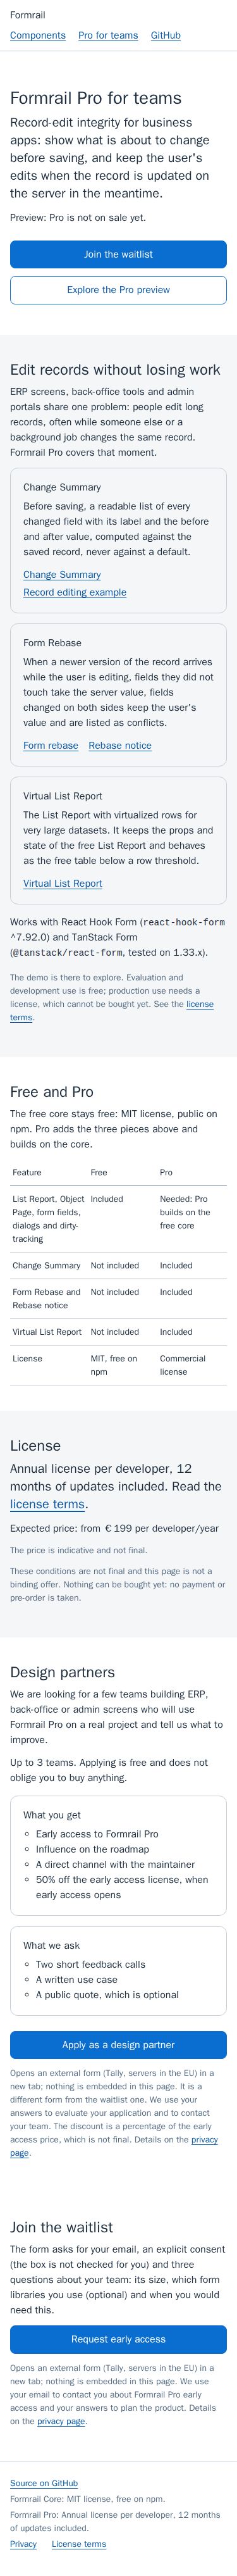 Formrail
Components Pro for teams GitHub
Formrail Pro for teams
Record-edit integrity for business
apps: show what is about to change
before saving, and keep the user's
edits when the record is updated on
the server in the meantime.
Preview: Pro is not on sale yet.
Join the waitlist
Explore the Pro preview
Edit records without losing work
ERP screens, back-office tools and admin
portals share one problem: people edit long
records, often while someone else or a
background job changes the same record.
Formrail Pro covers that moment.
Change Summary
Before saving, a readable list of every
changed field with its label and the before
and after value, computed against the
saved record, never against a default.
Change Summary
Record editing example
Form Rebase
When a newer version of the record arrives
while the user is editing, fields they did not
touch take the server value, fields
changed on both sides keep the user's
value and are listed as conflicts.
Form rebase Rebase notice
Virtual List Report
The List Report with virtualized rows for
very large datasets. It keeps the props and
state of the free List Report and behaves
as the free table below a row threshold.
Virtual List Report
Works with React Hook Form (react-hook-form
^7.92.0) and TanStack Form
(@tanstack/react-form, tested on 1.33.x).
The demo is there to explore. Evaluation and
development use is free; production use needs a
license, which cannot be bought yet. See the license
terms.
Free and Pro
The free core stays free: MIT license, public on
npm. Pro adds the three pieces above and
builds on the core.
Feature Free Pro
List Report, Object Included Needed: Pro
Page, form fields, builds on the
dialogs and dirty- free core
tracking
Change Summary Not included Included
Form Rebase and Not included Included
Rebase notice
Virtual List Report Not included Included
License MIT, free on Commercial
npm license
License
Annual license per developer, 12
months of updates included. Read the
license terms.
Expected price: from € 199 per developer/year
The price is indicative and not final.
These conditions are not final and this page is not a
binding offer. Nothing can be bought yet: no payment or
pre-order is taken.
Design partners
We are looking for a few teams building ERP,
back-office or admin screens who will use
Formrail Pro on a real project and tell us what to
improve.
Up to 3 teams. Applying is free and does not
oblige you to buy anything.
What you get
Early access to Formrail Pro
Influence on the roadmap
A direct channel with the maintainer
50% off the early access license, when
early access opens
What we ask
Two short feedback calls
A written use case
A public quote, which is optional
Apply as a design partner
Opens an external form (Tally, servers in the EU) in a
new tab; nothing is embedded in this page. It is a
different form from the waitlist one. We use your
answers to evaluate your application and to contact
your team. The discount is a percentage of the early
access price, which is not final. Details on the privacy
page.
Join the waitlist
The form asks for your email, an explicit consent
(the box is not checked for you) and three
questions about your team: its size, which form
libraries you use (optional) and when you would
need this.
Request early access
Opens an external form (Tally, servers in the EU) in a
new tab; nothing is embedded in this page. We use
your email to contact you about Formrail Pro early
access and your answers to plan the product. Details
on the privacy page.
Source on GitHub
Formrail Core: MIT license, free on npm.
Formrail Pro: Annual license per developer, 12 months
of updates included.
Privacy License terms